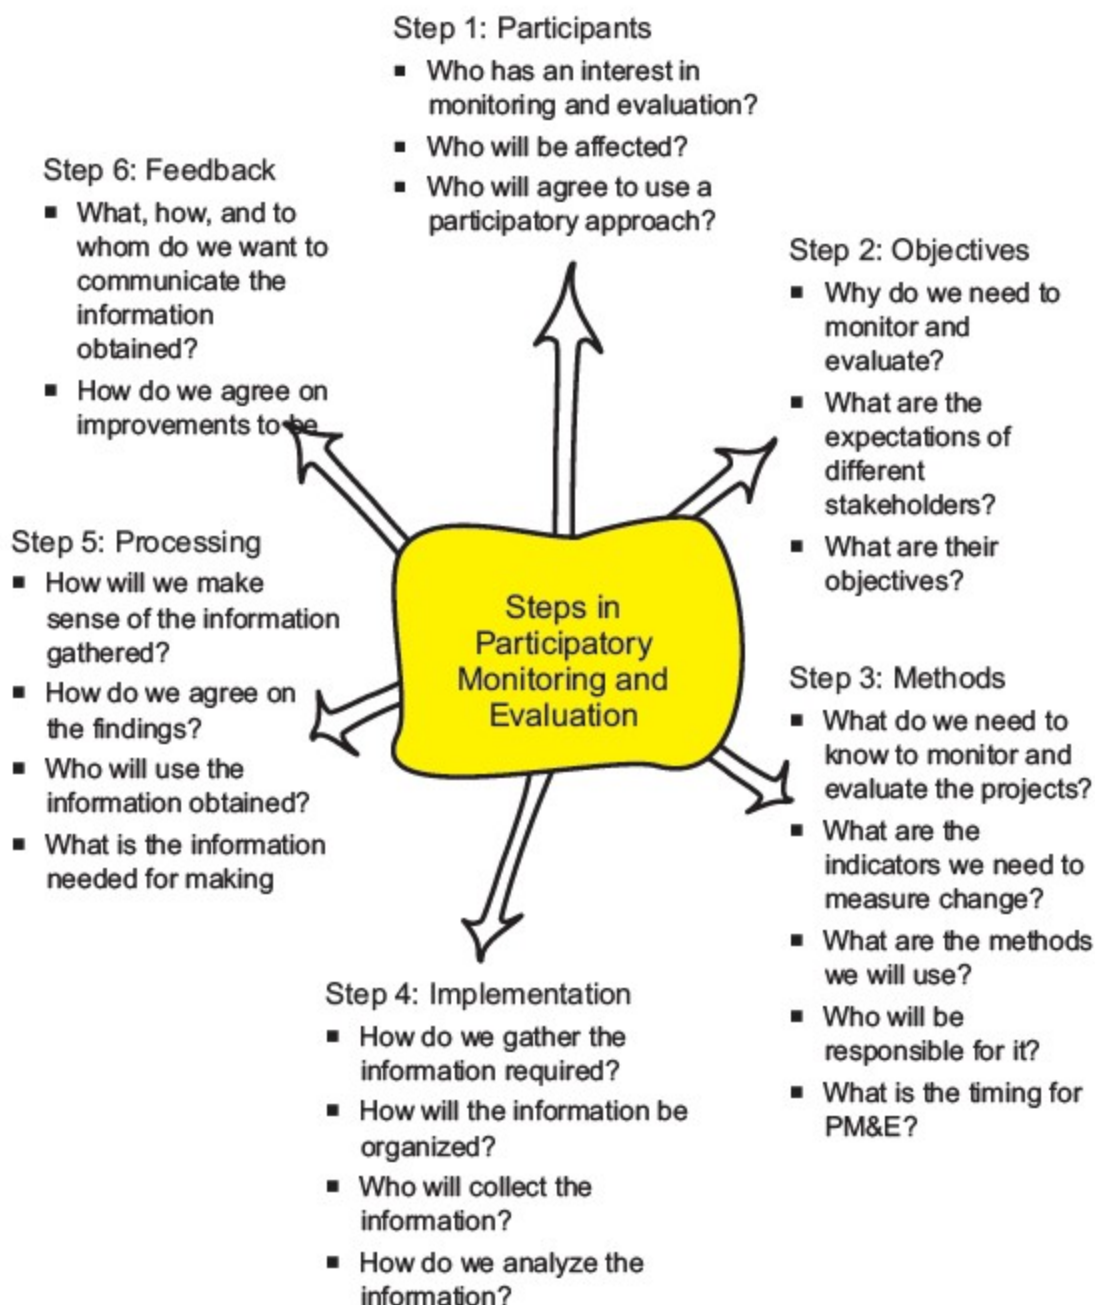 Step 1: Participants
▪ Who has an interest in
monitoring and evaluation?
▪ Who will be affected?
▪ Who will agree to use a
participatory approach?
Step 2: Objectives
▪ Why do we need to
monitor and
evaluate?
▪ What are the
expectations of
different
stakeholders?
▪ What are their
objectives?
Step 3: Methods
▪ What do we need to
know to monitor and
evaluate the projects?
▪ What are the
indicators we need to
measure change?
▪ What are the methods
we will use?
▪ Who will be
responsible for it?
▪ What is the timing for
PM&E?
Step 4: Implementation
▪ How do we gather the
information required?
▪ How will the information be
organized?
▪ Who will collect the
information?
▪ How do we analyze the
information?
Step 5: Processing
▪ How will we make
sense of the information
gathered?
▪ How do we agree on
the findings?
▪ Who will use the
information obtained?
▪ What is the information
needed for making
Step 6: Feedback
▪ What, how, and to
whom do we want to
communicate the
information
obtained?
▪ How do we agree on
improvements to be
Steps in
Participatory
Monitoring and
Evaluation